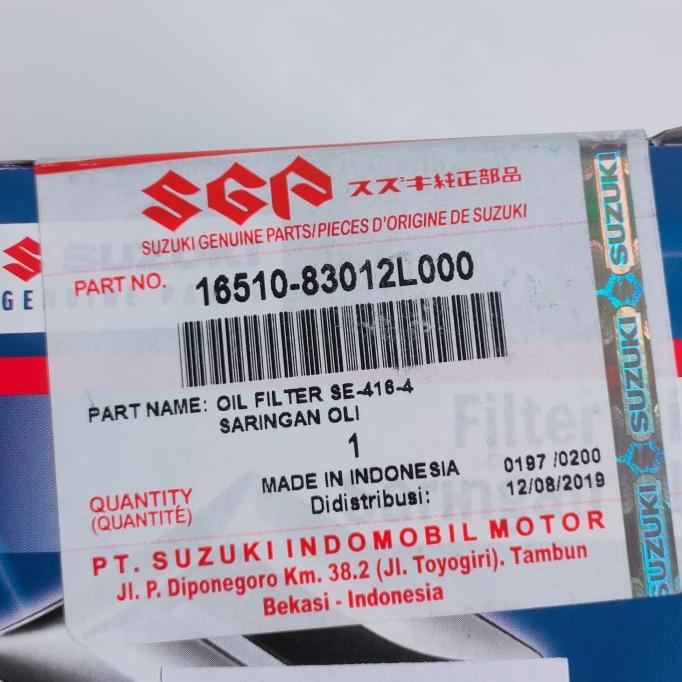 SGP スズキ純正部品
SUZUKI GENUINE PARTS/PIECES D'ORIGINE DE SUZUKI
PART NO. 16510-83012L000
PART NAME: OIL FILTER SE-416-4
SARINGAN OLI
1
MADE IN INDONESIA 0197 /0200
Didistribusi: 12/08/2019
QUANTITY
(QUANTITÉ)
PT. SUZUKI INDOMOBIL MOTOR
Jl. P. Diponegoro Km. 38.2 (Jl. Toyogiri). Tambun
Bekasi - Indonesia
SUZUKI
SUZUKI
SUZUKI
GE
Filter